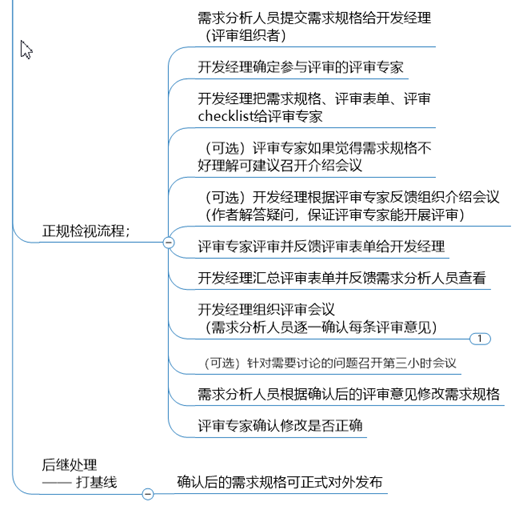 需求分析人员提交需求规格给开发经理
（评审组织者）
开发经理确定参与评审的评审专家
开发经理把需求规格、评审表单、评审
checklist给评审专家
（可选）评审专家如果觉得需求规格不
好理解可建议召开介绍会议
（可选）开发经理根据评审专家反馈组织介绍会议
（作者解答疑问，保证评审专家能开展评审）
正规检视流程；
评审专家评审并反馈评审表单给开发经理
开发经理汇总评审表单并反馈需求分析人员查看
开发经理组织评审会议
（需求分析人员逐一确认每条评审意见）
1
（可选）针对需要讨论的问题召开第三小时会议
需求分析人员根据确认后的评审意见修改需求规格
评审专家确认修改是否正确
后继处理
—— 打基线
确认后的需求规格可正式对外发布